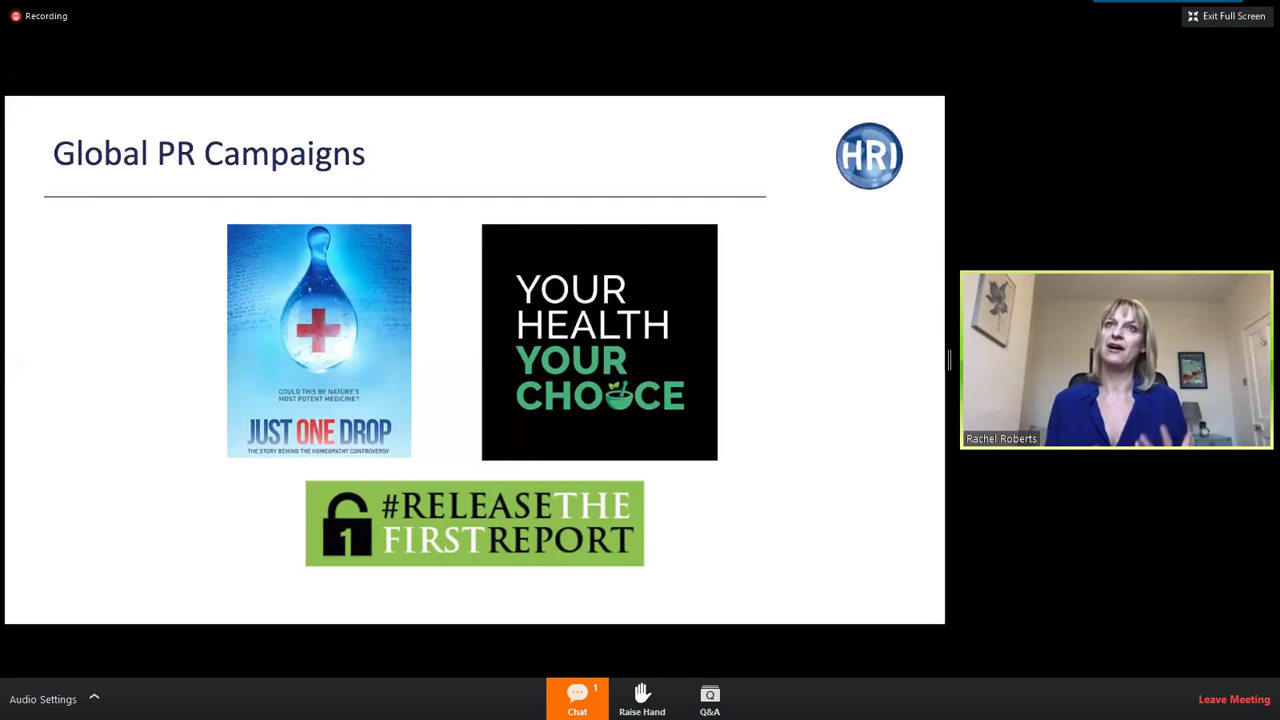 Recording
Exit Full Screen
Global PR Campaigns
HRI
COULD THIS BE NATURE'S
MOST POTENT MEDICINE?
JUST ONE DROP
THE STORY BEHIND THE HOMEOPATHY CONTROVERSY
YOUR
HEALTH
YOUR
CHOICE
#RELEASETHE
1 FIRSTREPORT
Rachel Roberts
Audio Settings
1
Chat
Raise Hand
Q&A
Leave Meeting